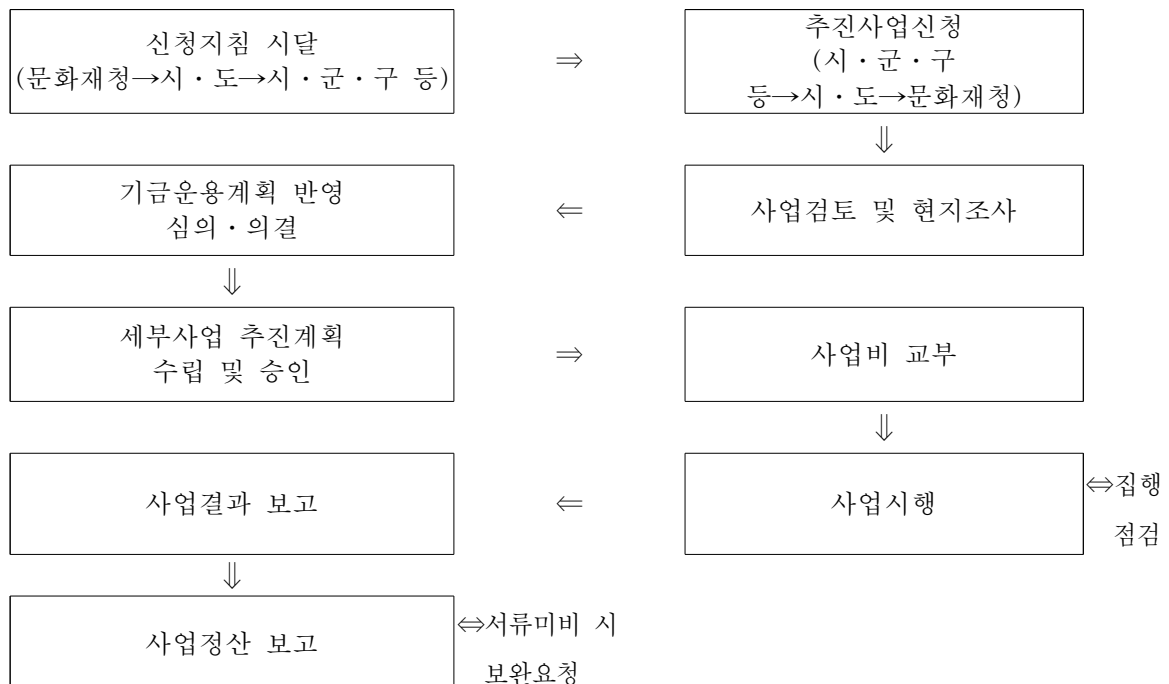 신청지침 시달
(문화재청→시・도→시・군・구 등)
⇒
추진사업신청
(시・군・구
등→시・도→문화재청)
⇓
사업검토 및 현지조사
⇐
기금운용계획 반영
심의・의결
⇓
세부사업 추진계획
수립 및 승인
⇒
사업비 교부
⇓
사업시행
⇔집행
점검
⇐
사업결과 보고
⇓
사업정산 보고
⇔서류미비 시
보완요청